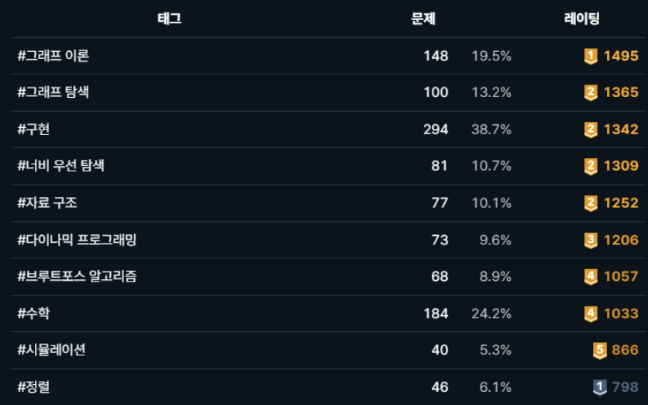 태그 문제 레이팅
#그래프 이론 148 19.5% 1 1495
#그래프 탐색 100 13.2% 2 1365
#구현 294 38.7% 2 1342
#너비 우선 탐색 81 10.7% 2 1309
#자료 구조 77 10.1% 2 1252
#다이나믹 프로그래밍 73 9.6% 3 1206
#브루트포스 알고리즘 68 8.9% 4 1057
#수학 184 24.2% 4 1033
#시뮬레이션 40 5.3% 5 866
#정렬 46 6.1% 1 798